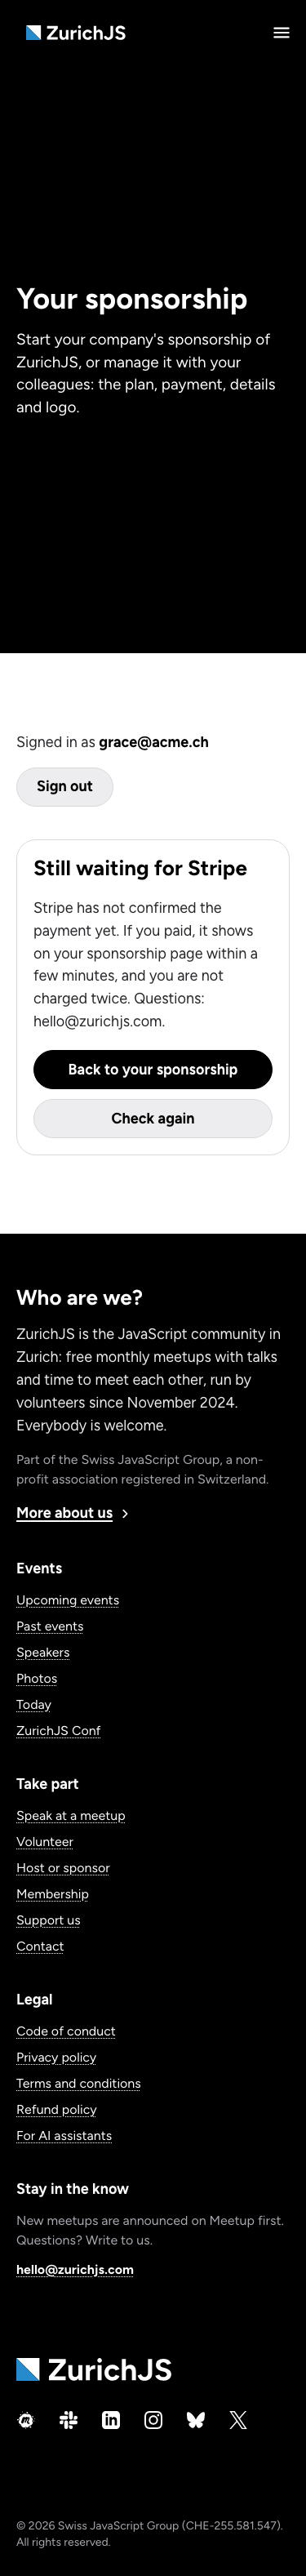 ZurichJS
Your sponsorship
Start your company's sponsorship of
ZurichJS, or manage it with your
colleagues: the plan, payment, details
and logo.
Signed in as grace@acme.ch
Sign out
Still waiting for Stripe
Stripe has not confirmed the
payment yet. If you paid, it shows
on your sponsorship page within a
few minutes, and you are not
charged twice. Questions:
hello@zurichjs.com.
Back to your sponsorship
Check again
Who are we?
ZurichJS is the JavaScript community in
Zurich: free monthly meetups with talks
and time to meet each other, run by
volunteers since November 2024.
Everybody is welcome.
Part of the Swiss JavaScript Group, a non-
profit association registered in Switzerland.
More about us
Events
Upcoming events
Past events
Speakers
Photos
Today
ZurichJS Conf
Take part
Speak at a meetup
Volunteer
Host or sponsor
Membership
Support us
Contact
Legal
Code of conduct
Privacy policy
Terms and conditions
Refund policy
For AI assistants
Stay in the know
New meetups are announced on Meetup first.
Questions? Write to us.
hello@zurichjs.com
ZurichJS
© 2026 Swiss JavaScript Group (CHE-255.581.547).
All rights reserved.